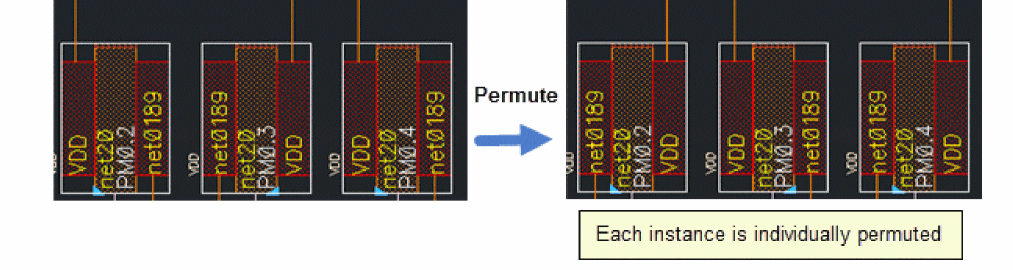 VDD
VDD
net20
PM0.2
net0189
VDD
net0189
net20
PM0.3
VDD
VDD
VDD
net20
PM0.4
net0189
Permute
VDD
net0189
net20
PM0.2
VDD
VDD
VDD
net20
PM0.3
net0189
VDD
net0189
net20
PM0.4
VDD
Each instance is individually permuted